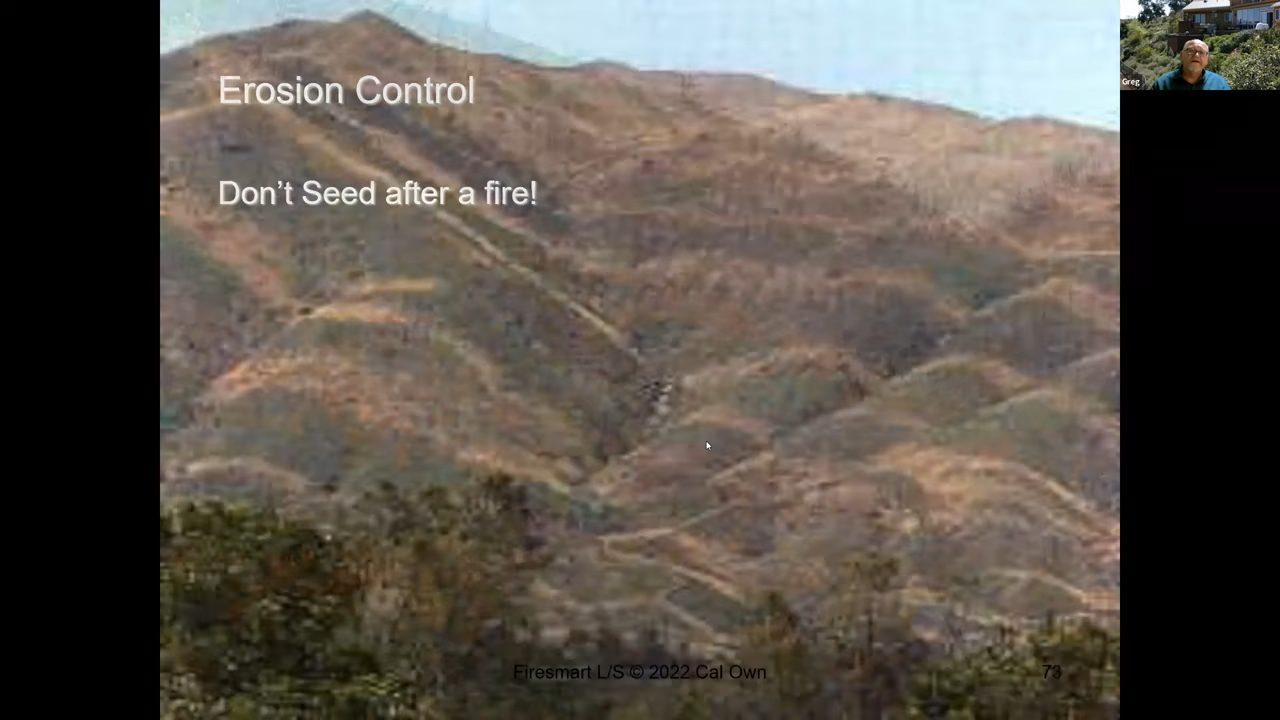 Erosion Control
Don't Seed after a fire!
Firesmart L/S © 2022 Cal Own
73
Greg